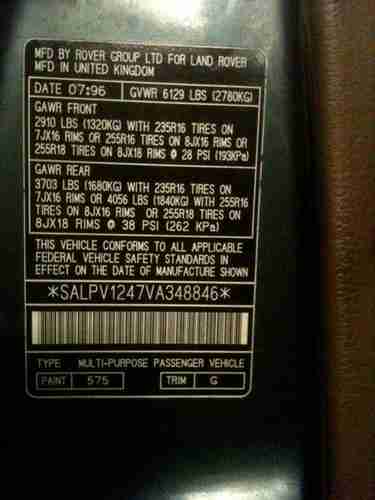 MFD BY ROVER GROUP LTD FOR LAND ROVER
MFD IN UNITED KINGDOM
DATE 07:96 GVWR 6129 LBS (2780KG)
GAWR FRONT
2910 LBS (1320KG) WITH 235R16 TIRES ON
7JX16 RIMS OR 255R16 TIRES ON 8JX16 RIMS OR
255R18 TIRES ON 8JX18 RIMS @ 28 PSI (193KPa)
GAWR REAR
3703 LBS (1680KG) WITH 235R16 TIRES ON
7JX16 RIMS OR 4056 LBS (1840KG) WITH 255R16
TIRES ON 8JX16 RIMS OR 255R18 TIRES ON
8JX18 RIMS @ 38 PSI (262 KPa)
THIS VEHICLE CONFORMS TO ALL APPLICABLE
FEDERAL VEHICLE SAFETY STANDARDS IN
EFFECT ON THE DATE OF MANUFACTURE SHOWN
*SALPV1247VA348846*
TYPE MULTI-PURPOSE PASSENGER VEHICLE
PAINT 575 TRIM G